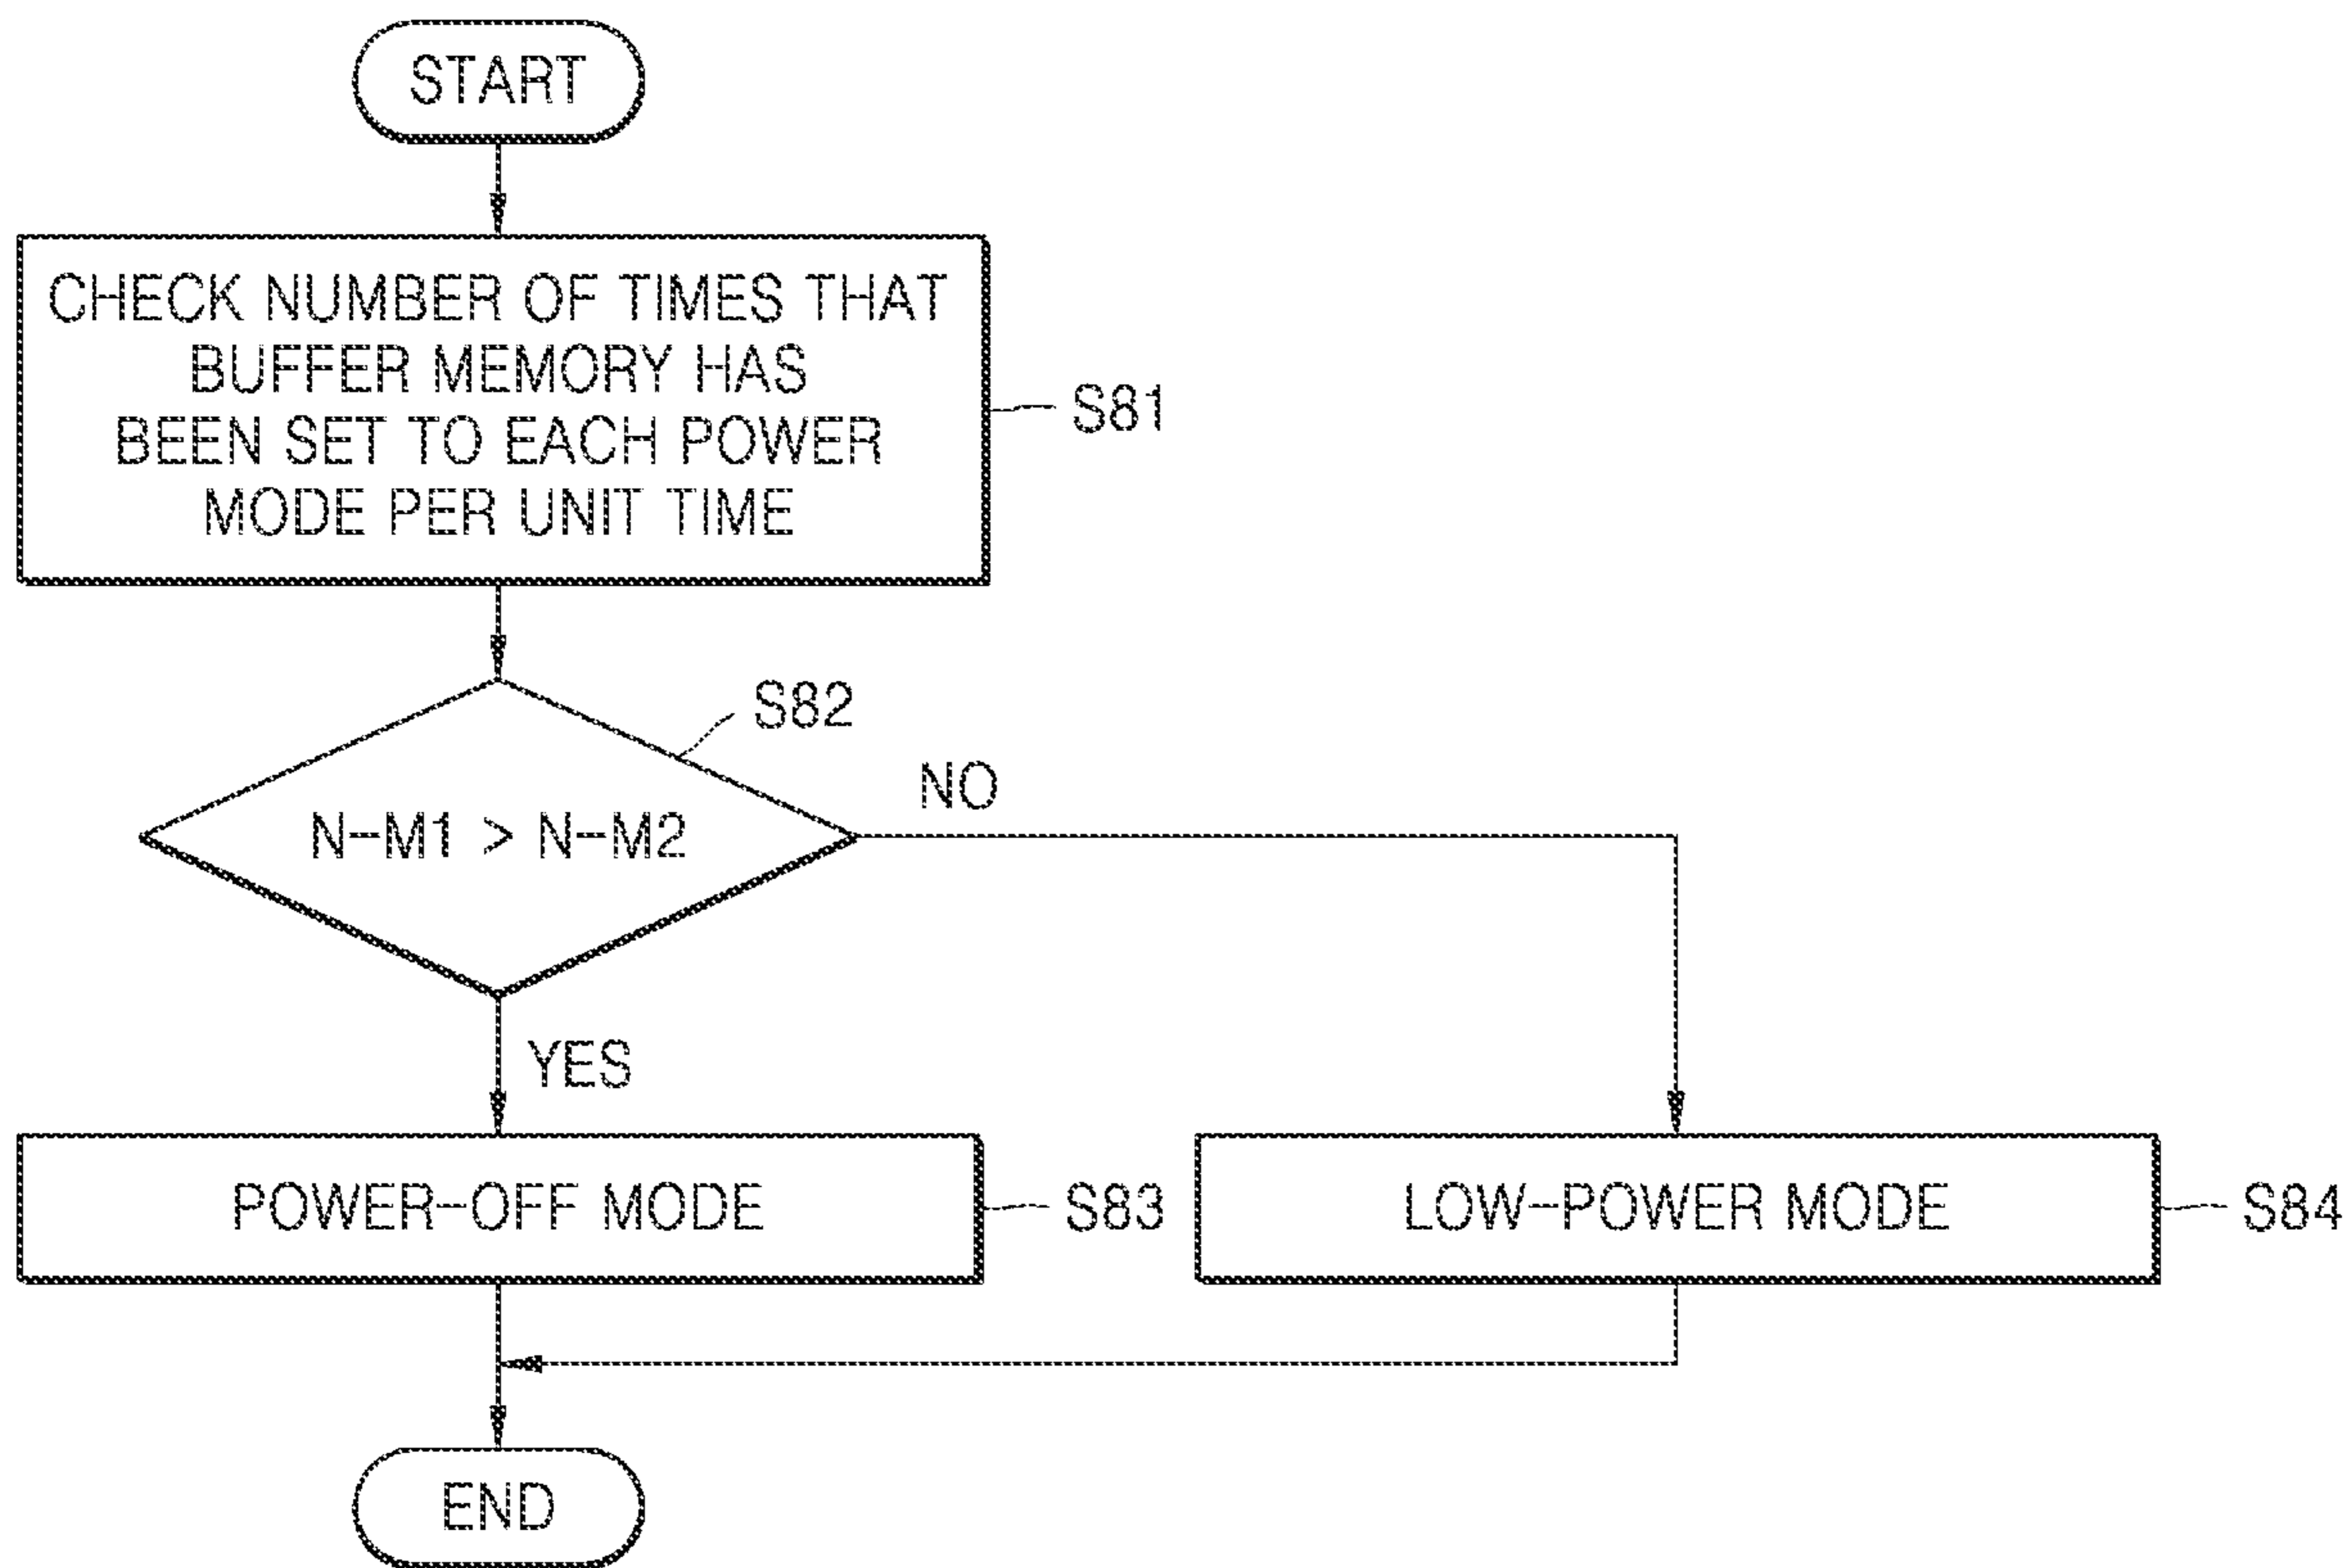 START
CHECK NUMBER OF TIMES THAT
BUFFER MEMORY HAS
BEEN SET TO EACH POWER
MODE PER UNIT TIME
S81
S82
N-M1 > N-M2
NO
YES
POWER-OFF MODE
S83
LOW-POWER MODE
S84
END